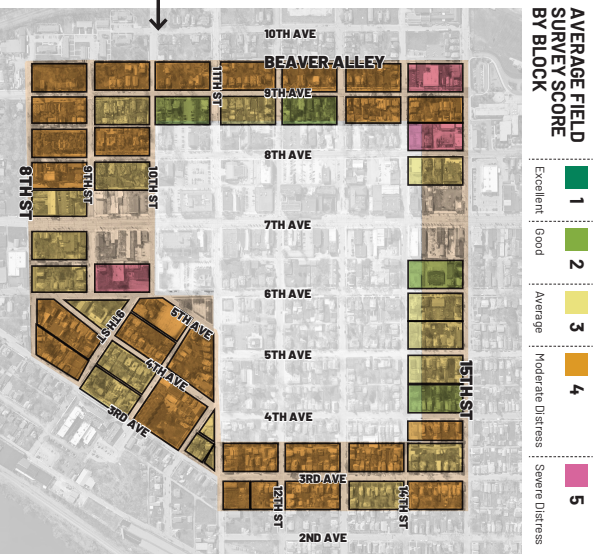 10TH AVE
BEAVER ALLEY
11TH ST
9TH AVE
8TH AVE
8TH ST
9TH ST
10TH ST
7TH AVE
6TH AVE
5TH AVE
9TH ST
5TH AVE
4TH AVE
15TH ST
3RD AVE
4TH AVE
3RD AVE
12TH ST
14TH ST
2ND AVE
AVERAGE FIELD
SURVEY SCORE
BY BLOCK
1
Excellent
2
Good
3
Average
4
Moderate Distress
5
Severe Distress